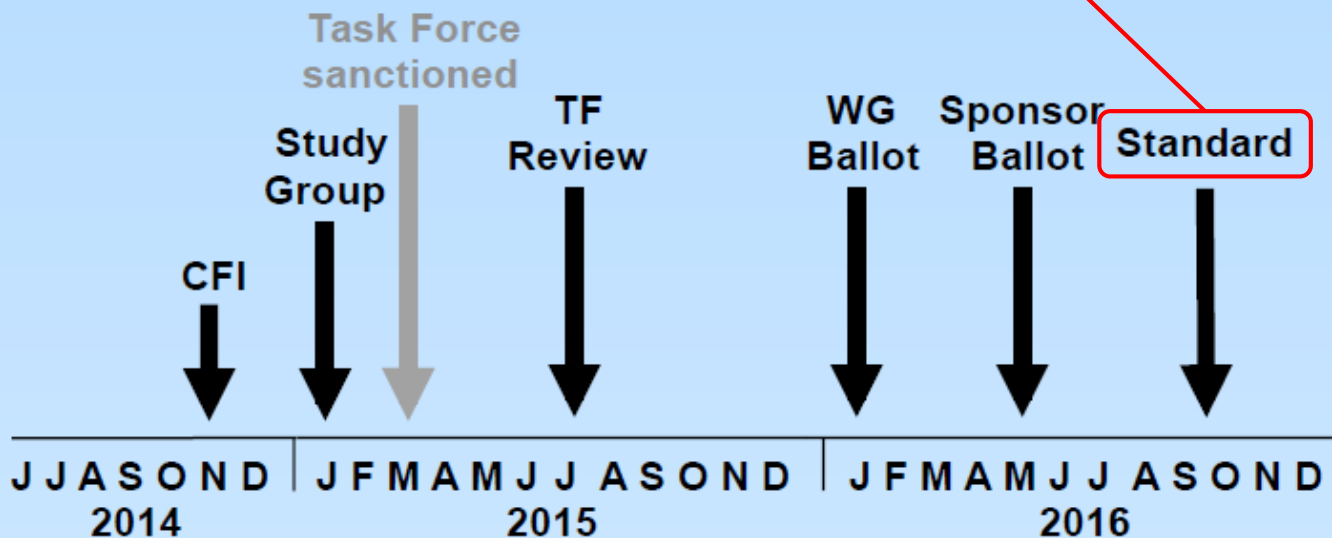 Task Force
sanctioned
Study
Group
CFI
TF
Review
WG
Ballot
Sponsor
Ballot
Standard
J J A S O N D J F M A M J J A S O N D J F M A M J J A S O N D
2014 2015 2016